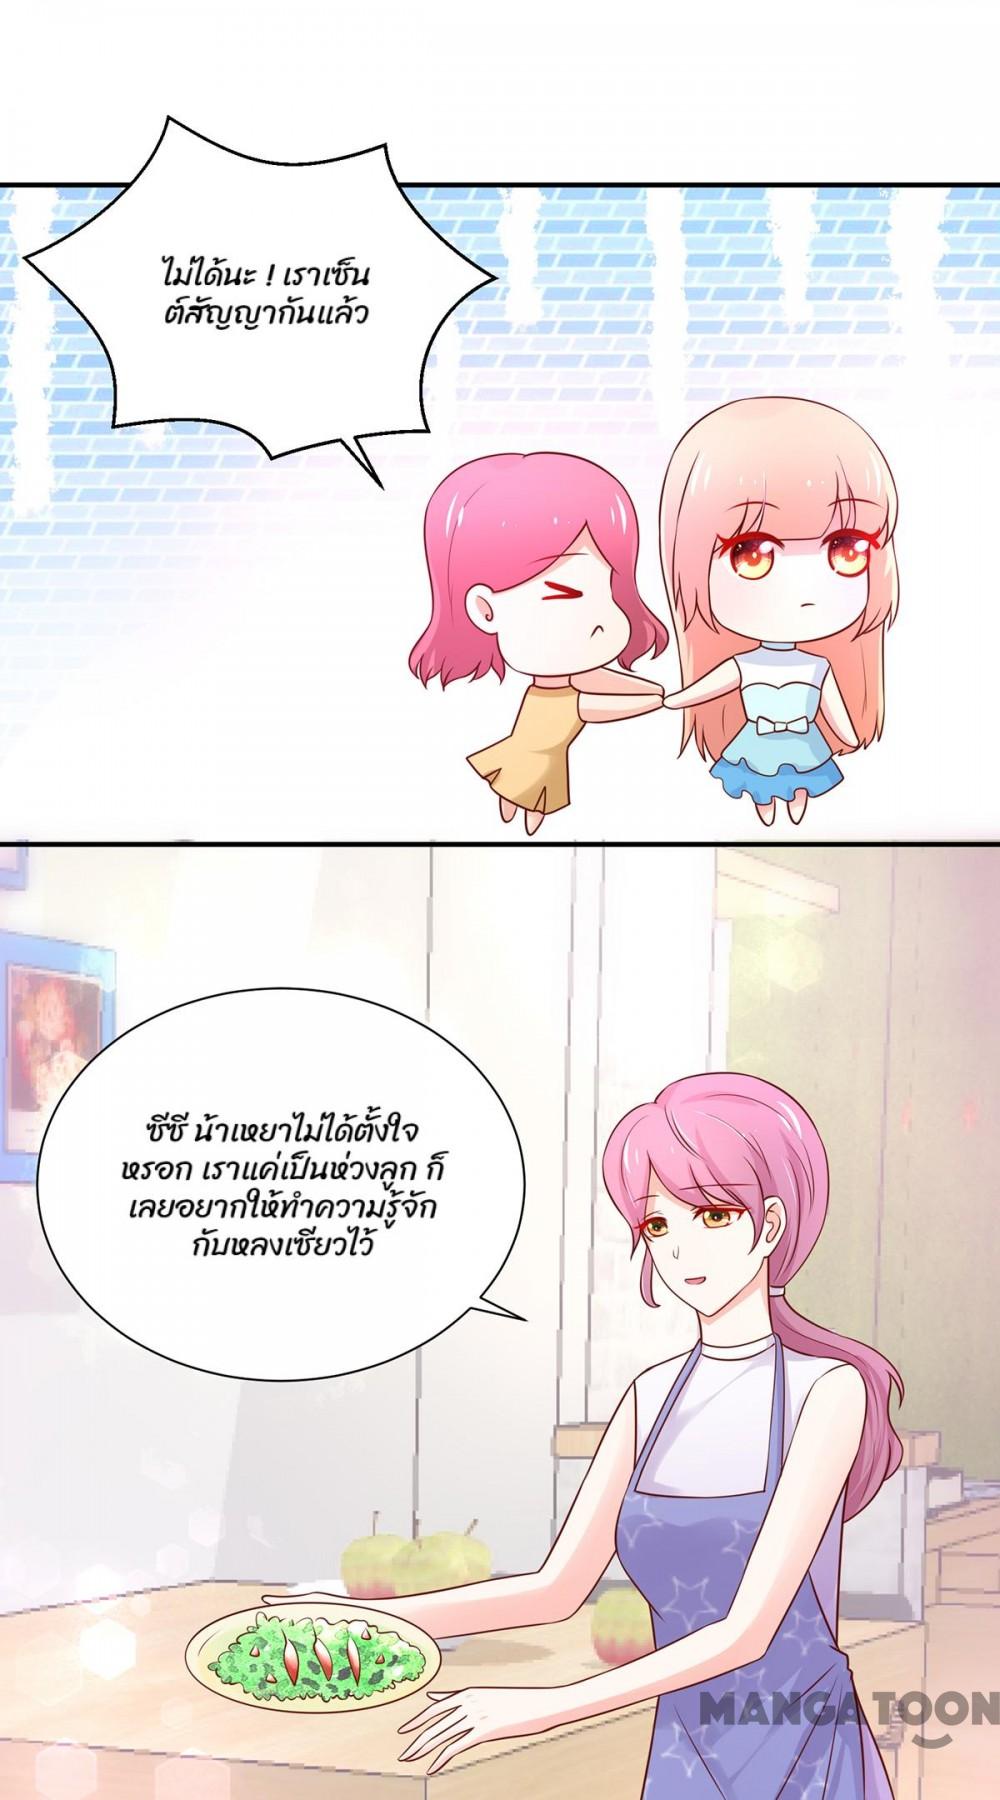 ไม่ได้นะ ! เราเซ็น
ต์สัญญากันแล้ว
ซีซี น้าเหยาไม่ได้ตั้งใจ
หรอก เราแค่เป็นห่วงลูก ก็
เลยอยากให้ทำความรู้จัก
กับหลงเซียวไว้
MANGATOON